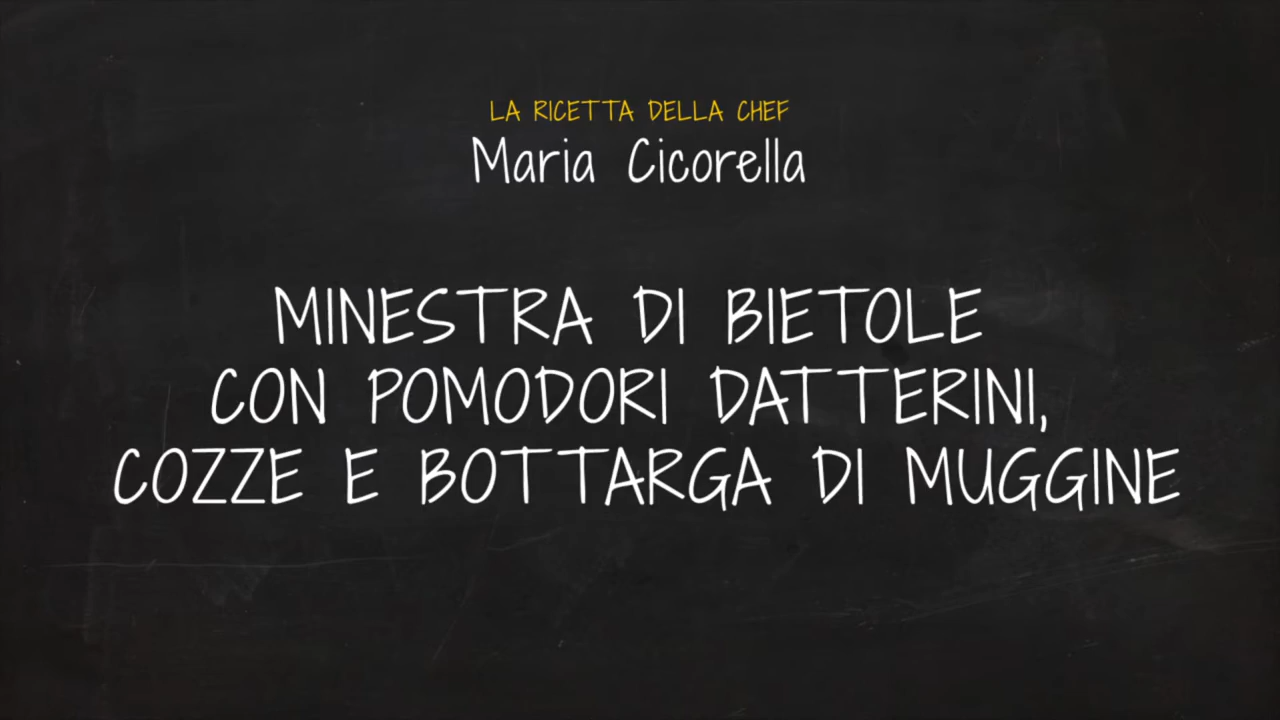 LA RICETTA DELLA CHEF
Maria Cicorella
MINESTRA DI BIETOLE
CON POMODORI DATTERINI,
COZZE E BOTTARGA DI MUGGINE